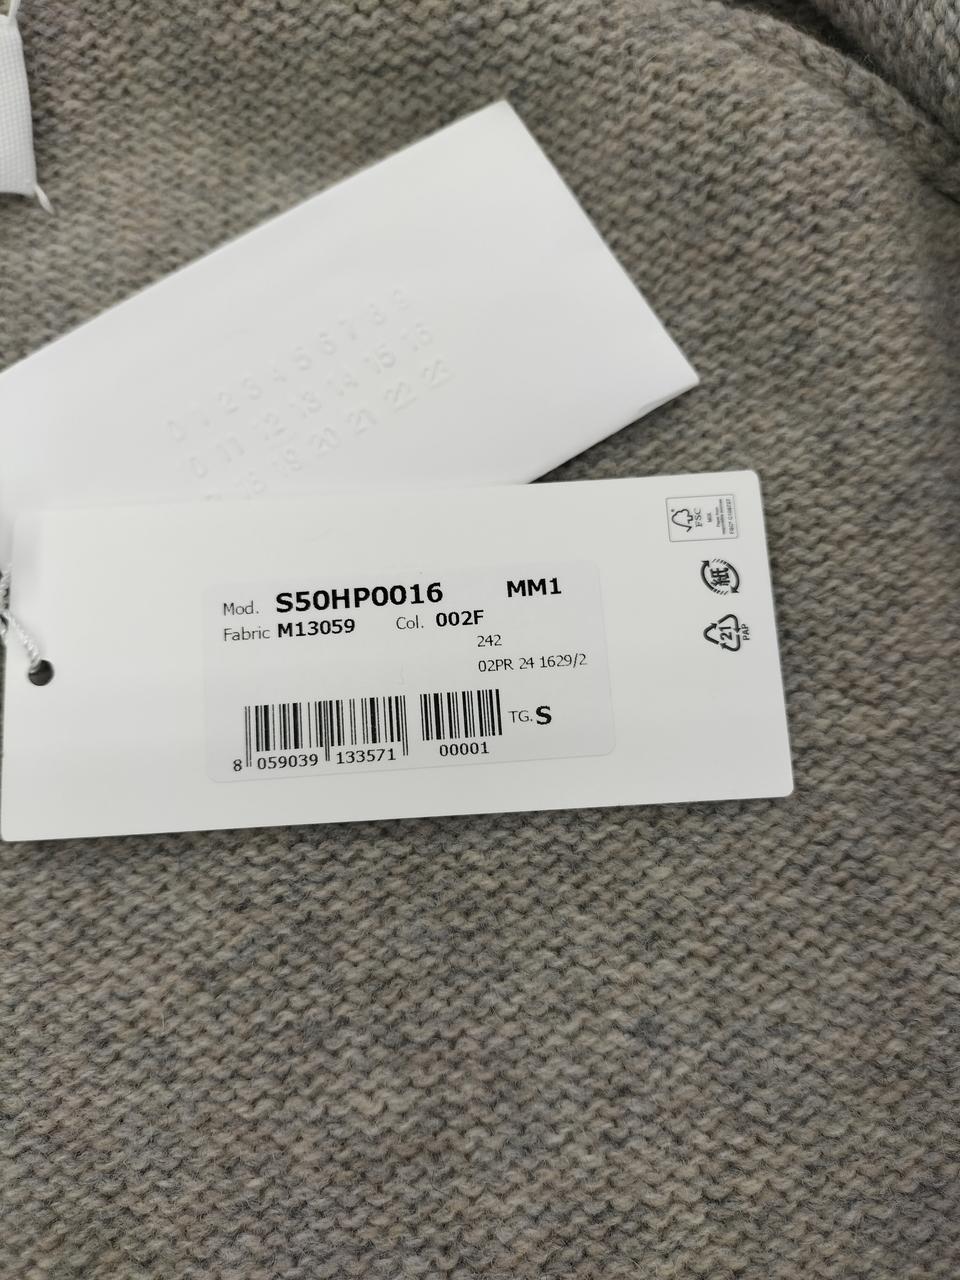 0 1 2 3 4 5 6 7 8 9
10 11 12 13 14 15 16
18 19 20 21 22 23
Mod. S50HP0016 MM1
Fabric M13059 Col. 002F
242
02PR 24 1629/2
TG. S
8 059039 133571 00001
FSC
MIX
紙
21
PAP